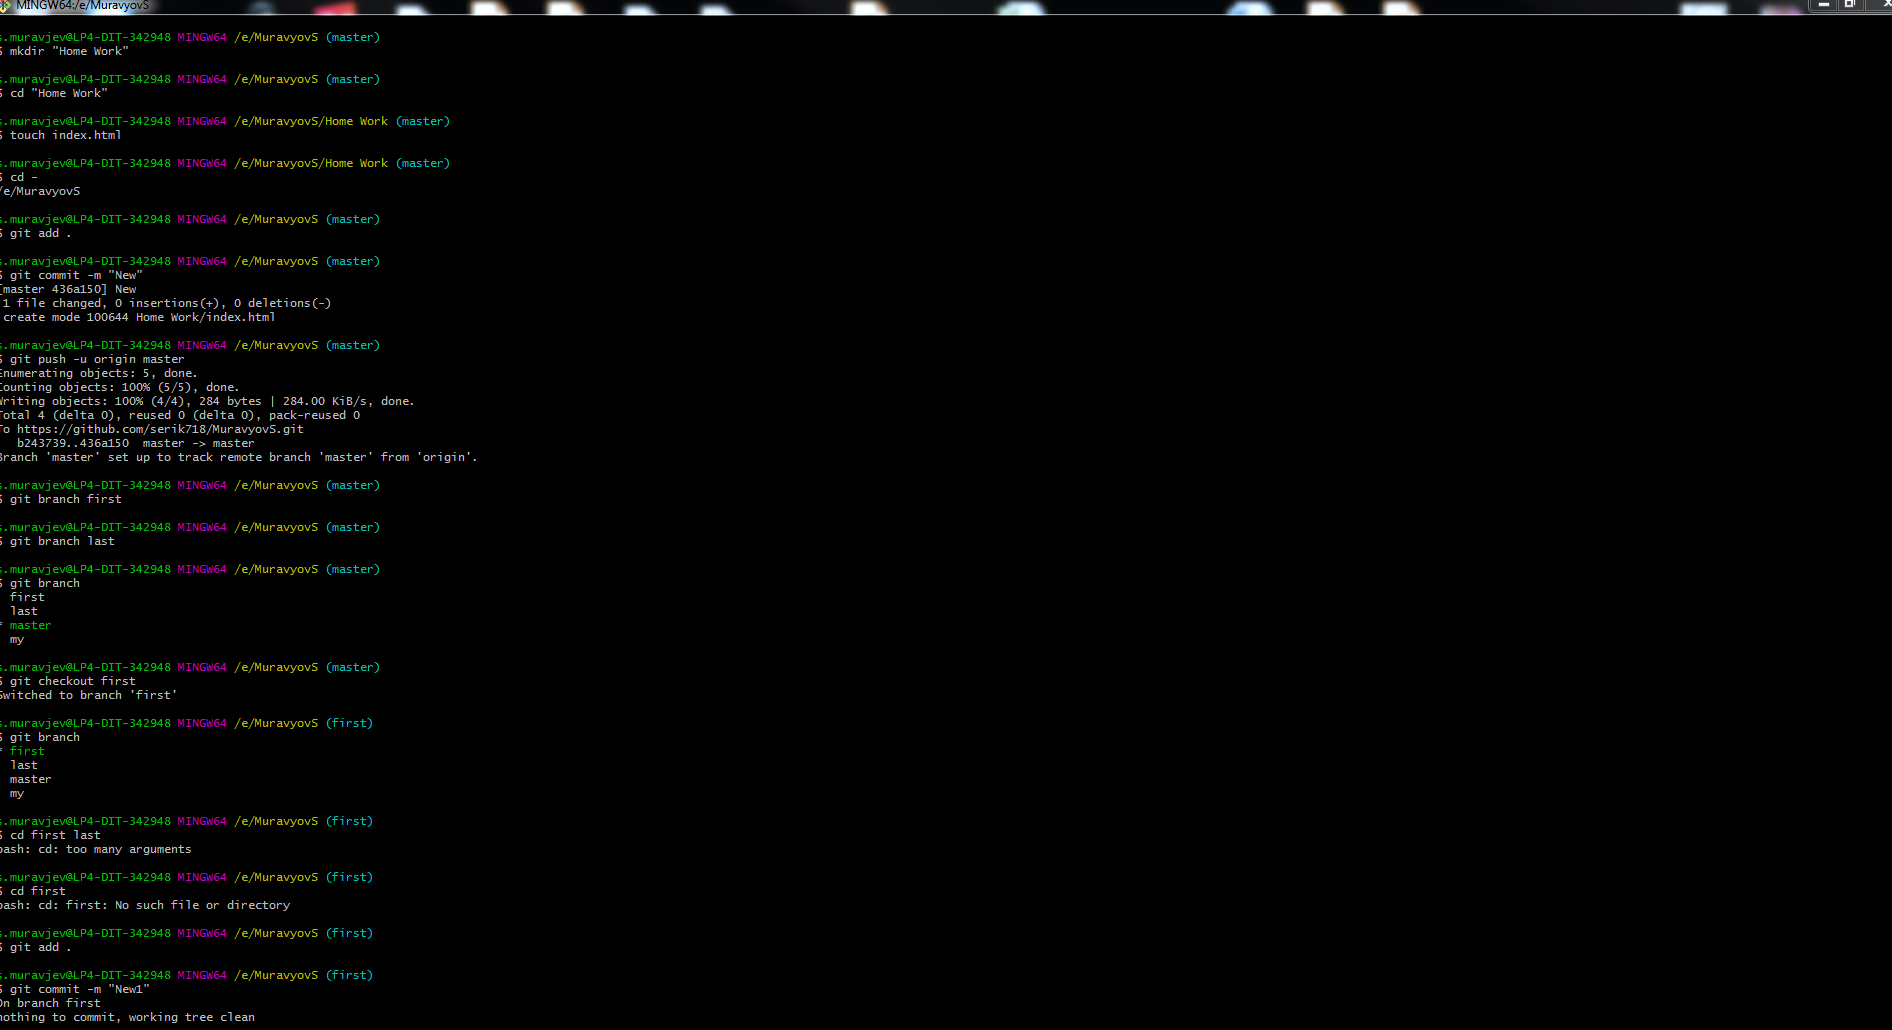 MINGW64:/e/MuravyovS
s.muravjev@LP4-DIT-342948 MINGW64 /e/MuravyovS (master)
$ mkdir "Home Work"
s.muravjev@LP4-DIT-342948 MINGW64 /e/MuravyovS (master)
$ cd "Home Work"
s.muravjev@LP4-DIT-342948 MINGW64 /e/MuravyovS/Home Work (master)
$ touch index.html
s.muravjev@LP4-DIT-342948 MINGW64 /e/MuravyovS/Home Work (master)
$ cd -
/e/MuravyovS
s.muravjev@LP4-DIT-342948 MINGW64 /e/MuravyovS (master)
$ git add .
s.muravjev@LP4-DIT-342948 MINGW64 /e/MuravyovS (master)
$ git commit -m "New"
[master 436a150] New
1 file changed, 0 insertions(+), 0 deletions(-)
create mode 100644 Home Work/index.html
s.muravjev@LP4-DIT-342948 MINGW64 /e/MuravyovS (master)
$ git push -u origin master
Enumerating objects: 5, done.
Counting objects: 100% (5/5), done.
Writing objects: 100% (4/4), 284 bytes | 284.00 KiB/s, done.
Total 4 (delta 0), reused 0 (delta 0), pack-reused 0
To https://github.com/serik718/MuravyovS.git
b243739..436a150  master -> master
Branch 'master' set up to track remote branch 'master' from 'origin'.
s.muravjev@LP4-DIT-342948 MINGW64 /e/MuravyovS (master)
$ git branch first
s.muravjev@LP4-DIT-342948 MINGW64 /e/MuravyovS (master)
$ git branch last
s.muravjev@LP4-DIT-342948 MINGW64 /e/MuravyovS (master)
$ git branch
first
last
* master
my
s.muravjev@LP4-DIT-342948 MINGW64 /e/MuravyovS (master)
$ git checkout first
Switched to branch 'first'
s.muravjev@LP4-DIT-342948 MINGW64 /e/MuravyovS (first)
$ git branch
* first
last
master
my
s.muravjev@LP4-DIT-342948 MINGW64 /e/MuravyovS (first)
$ cd first last
bash: cd: too many arguments
s.muravjev@LP4-DIT-342948 MINGW64 /e/MuravyovS (first)
$ cd first
bash: cd: first: No such file or directory
s.muravjev@LP4-DIT-342948 MINGW64 /e/MuravyovS (first)
$ git add .
s.muravjev@LP4-DIT-342948 MINGW64 /e/MuravyovS (first)
$ git commit -m "New1"
On branch first
nothing to commit, working tree clean